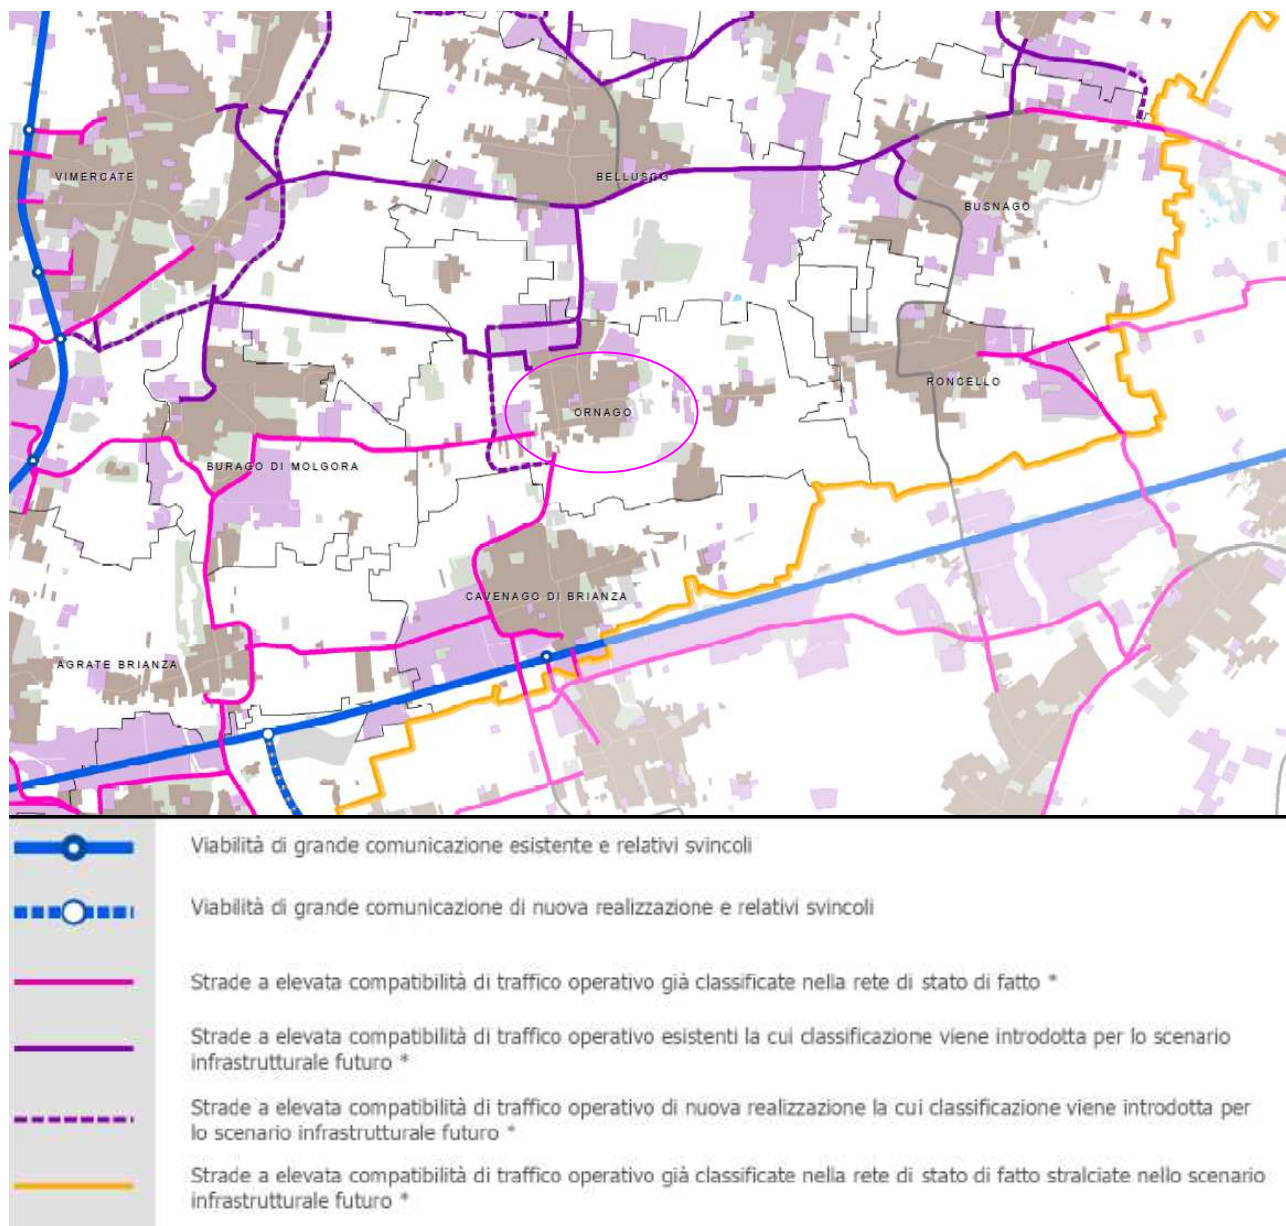 VIMERCATE
BELLUSCO
BUSNAGO
RONCELLO
ORNAGO
BURAGO DI MOLGORA
CAVENAGO DI BRIANZA
AGRATE BRIANZA
Viabilità di grande comunicazione esistente e relativi svincoli
Viabilità di grande comunicazione di nuova realizzazione e relativi svincoli
Strade a elevata compatibilità di traffico operativo già classificate nella rete di stato di fatto *
Strade a elevata compatibilità di traffico operativo esistenti la cui classificazione viene introdotta per lo scenario
infrastrutturale futuro *
Strade a elevata compatibilità di traffico operativo di nuova realizzazione la cui classificazione viene introdotta per
lo scenario infrastrutturale futuro *
Strade a elevata compatibilità di traffico operativo già classificate nella rete di stato di fatto stralciate nello scenario
infrastrutturale futuro *